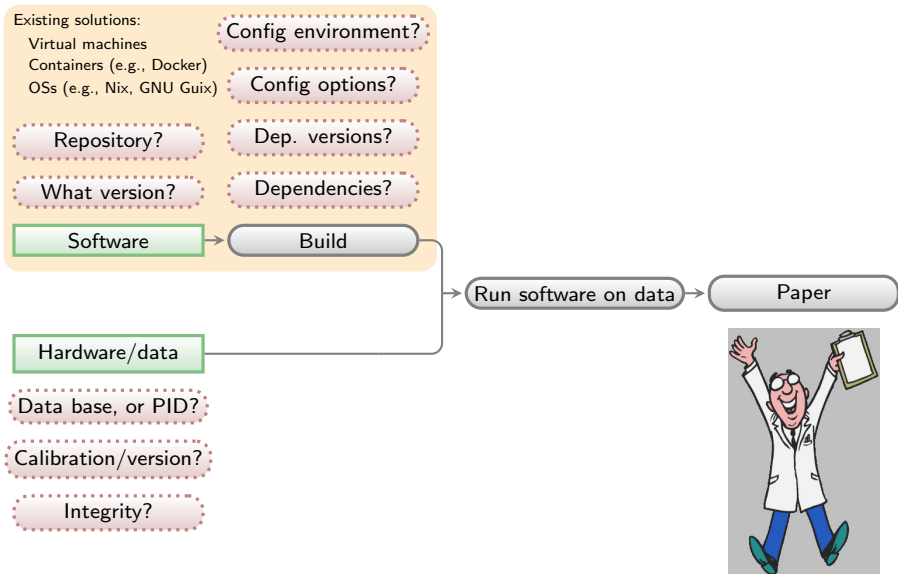 Existing solutions:
Virtual machines
Containers (e.g., Docker)
OSs (e.g., Nix, GNU Guix)
Config environment?
Config options?
Repository?
Dep. versions?
What version?
Dependencies?
Software
Build
Run software on data
Paper
Hardware/data
Data base, or PID?
Calibration/version?
Integrity?